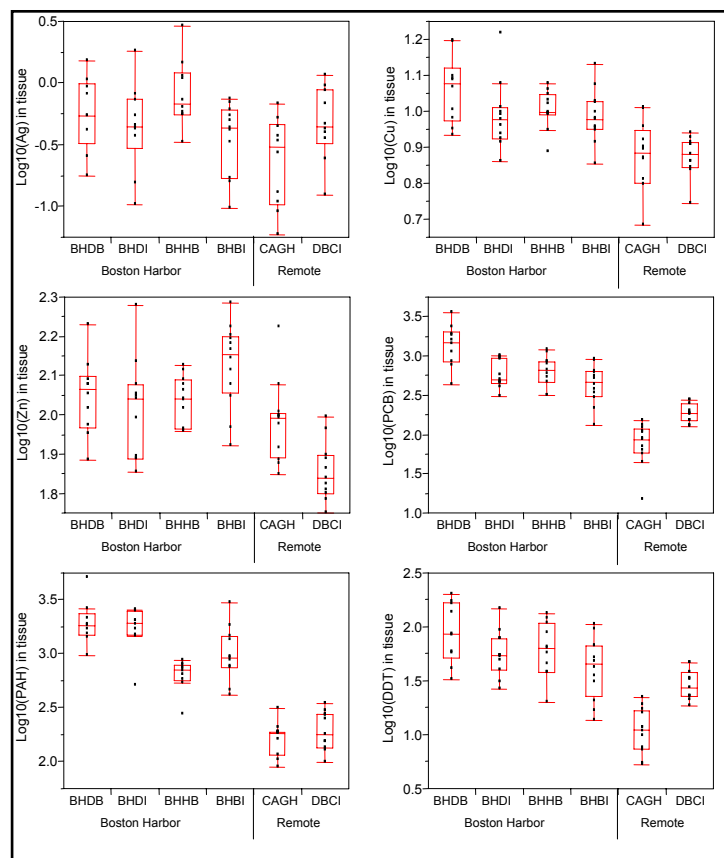 Log10(Ag) in tissue
0.5
0.0
-0.5
-1.0
BHDB BHDI BHHB BHBI CAGH DBCI
Boston Harbor Remote
Log10(Cu) in tissue
1.2
1.1
1.0
0.9
0.8
0.7
BHDB BHDI BHHB BHBI CAGH DBCI
Boston Harbor Remote
Log10(Zn) in tissue
2.3
2.2
2.1
2.0
1.9
1.8
BHDB BHDI BHHB BHBI CAGH DBCI
Boston Harbor Remote
Log10(PCB) in tissue
3.5
3.0
2.5
2.0
1.5
1.0
BHDB BHDI BHHB BHBI CAGH DBCI
Boston Harbor Remote
Log10(PAH) in tissue
3.5
3.0
2.5
2.0
BHDB BHDI BHHB BHBI CAGH DBCI
Boston Harbor Remote
Log10(DDT) in tissue
2.5
2.0
1.5
1.0
0.5
BHDB BHDI BHHB BHBI CAGH DBCI
Boston Harbor Remote